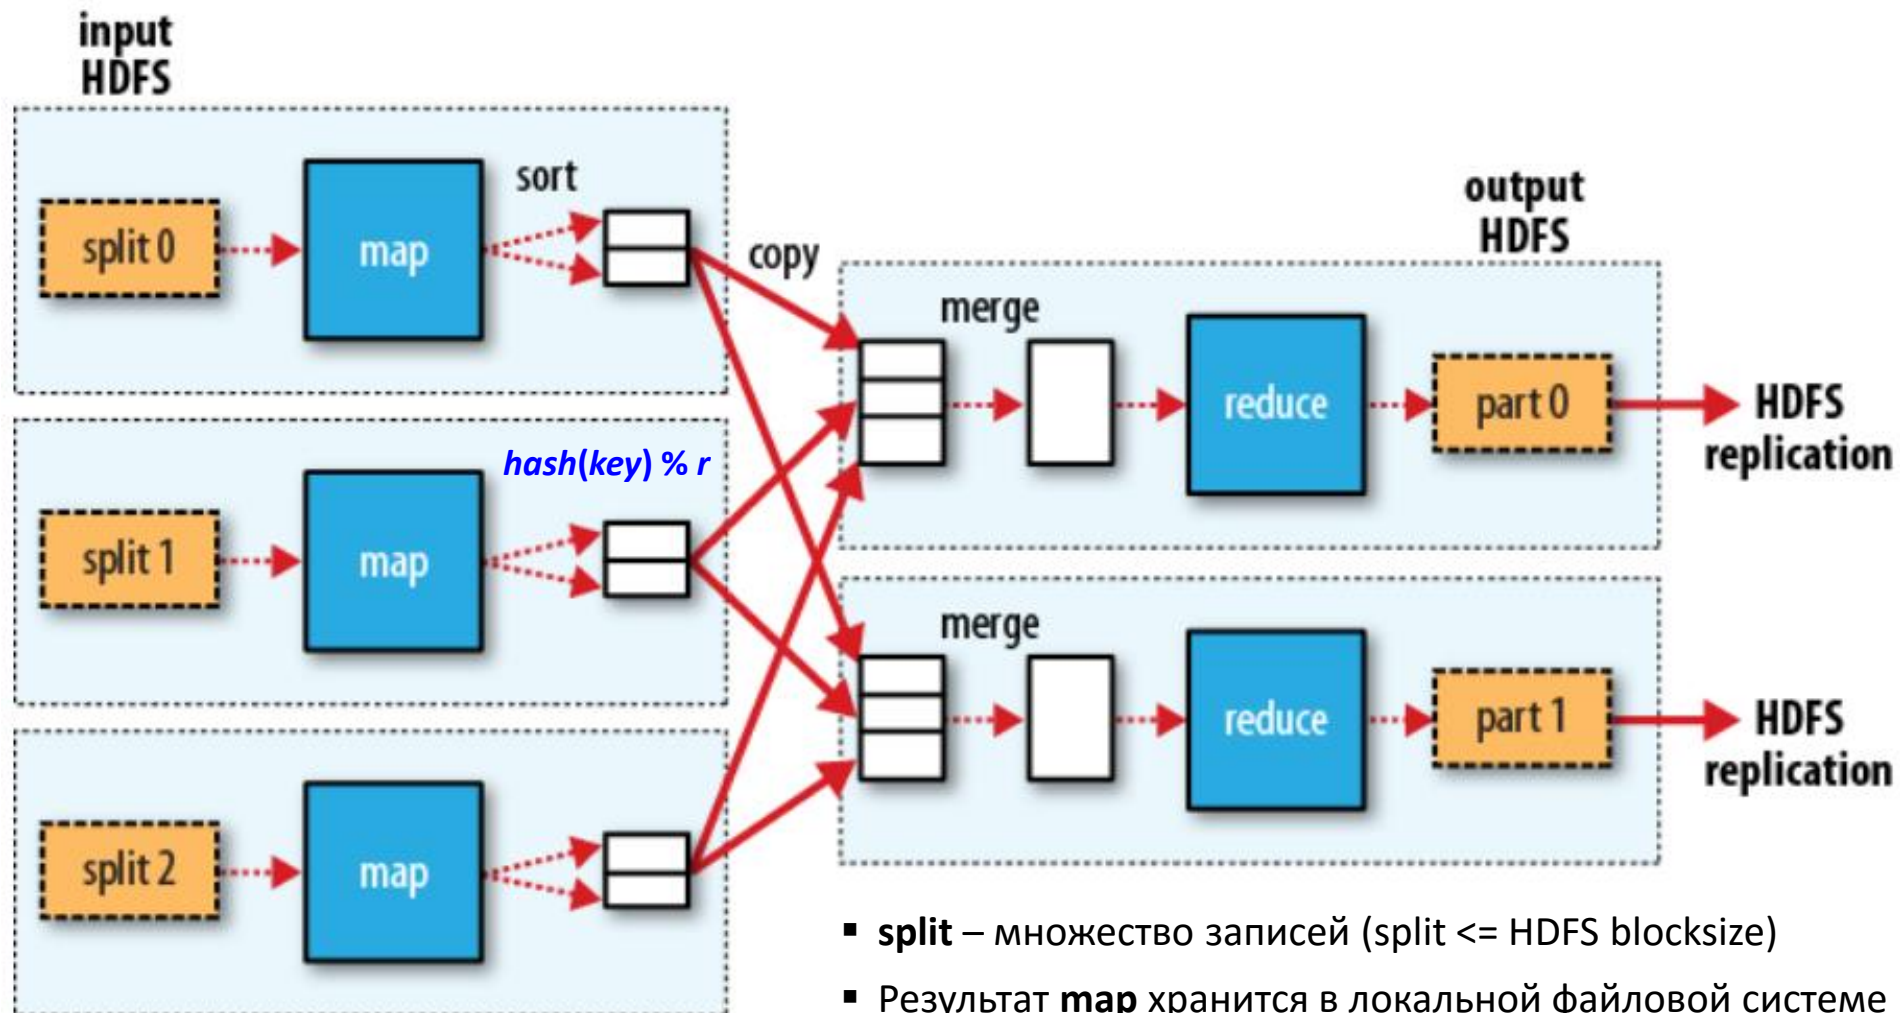 input
HDFS
split 0
map
sort
copy
hash(key) % r
split 1
map
split 2
map
output
HDFS
merge
reduce
part 0
HDFS
replication
merge
reduce
part 1
HDFS
replication
▪ split – множество записей (split <= HDFS blocksize)
▪ Результат map хранится в локальной файловой системе